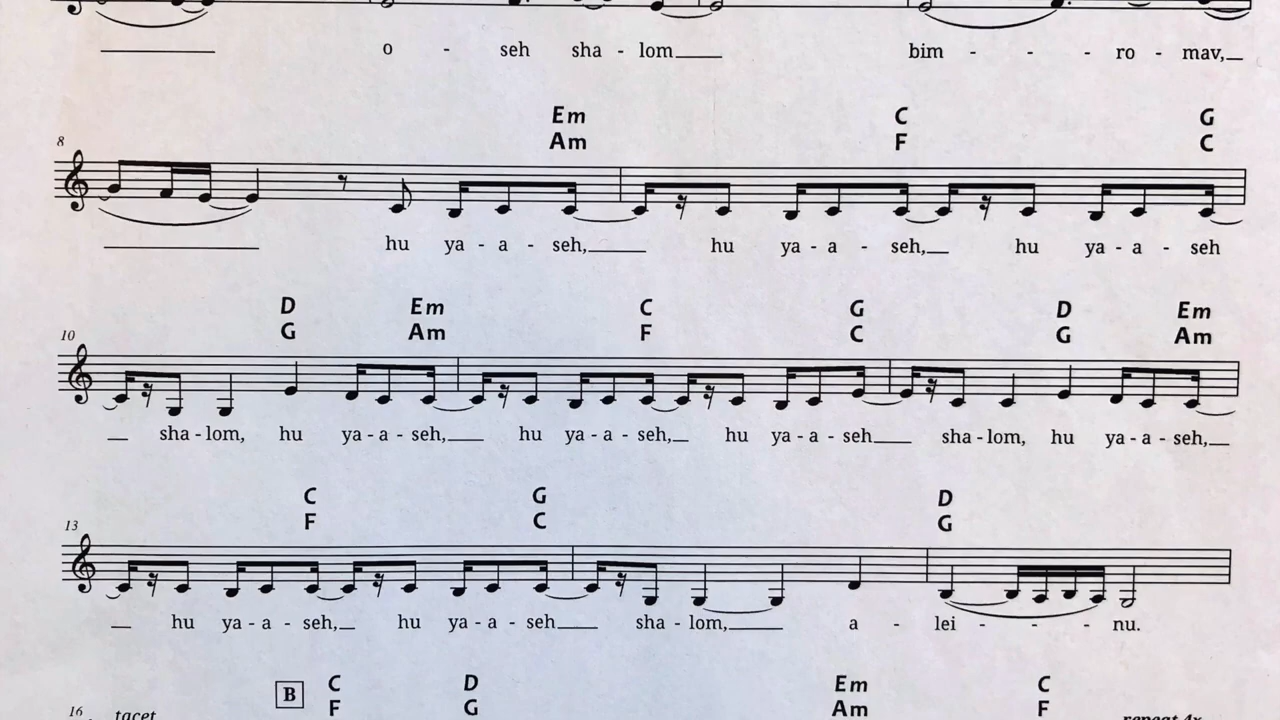 o - seh sha - lom bim - - - ro - mav,
Em C G
Am F C
8
hu ya - a - seh, hu ya - a - seh, hu ya - a - seh
D Em C G D Em
G Am F C G Am
10
sha - lom, hu ya - a - seh, hu ya - a - seh, hu ya - a - seh sha - lom, hu ya - a - seh,
C G D
F C G
13
hu ya - a - seh, hu ya - a - seh sha - lom, a - lei - - - nu.
B C D Em C
16 tacet F G Am F repeat 4x